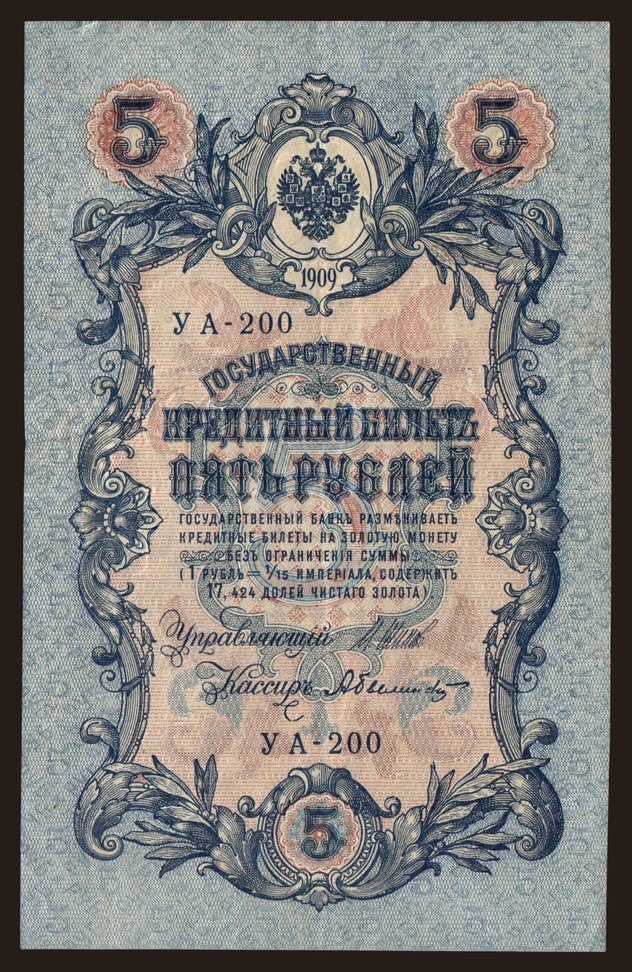 5 5
1909
УА-200
ГОСУДАРСТВЕННЫЙ
КРЕДИТНЫЙ БИЛЕТЪ
ПЯТЬ РУБЛЕЙ
5
ГОСУДАРСТВЕННЫЙ БАНКЪ РАЗМѢНИВАЕТЪ
КРЕДИТНЫЕ БИЛЕТЫ НА ЗОЛОТУЮ МОНЕТУ
БЕЗЪ ОГРАНИЧЕНІЯ СУММЫ
(1 РУБЛЬ = 1/15 ИМПЕРІАЛА, СОДЕРЖИТЪ
17,424 ДОЛЕЙ ЧИСТАГО ЗОЛОТА)
Управляющій
Кассиръ
УА-200
5